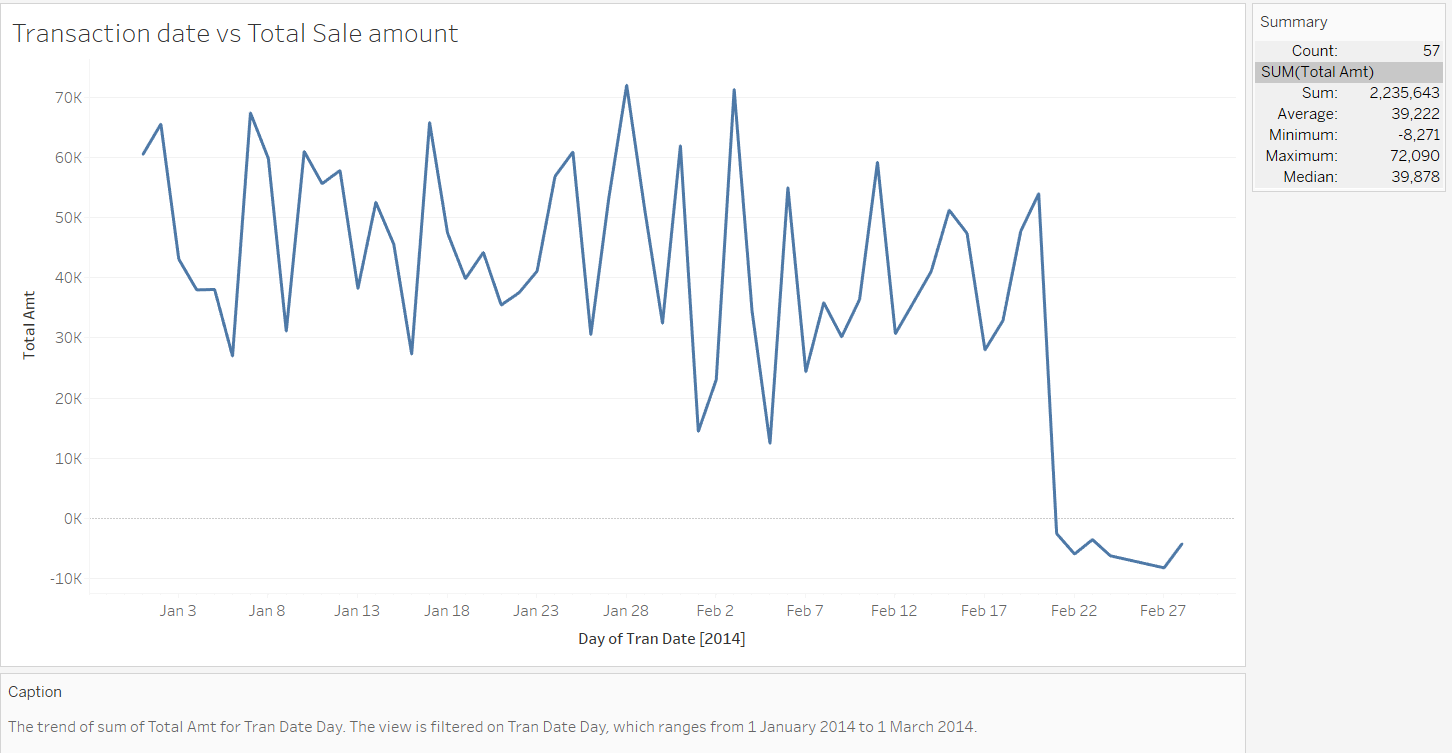 Transaction date vs Total Sale amount
Summary
Count: 57
SUM(Total Amt)
Sum: 2,235,643
Average: 39,222
Minimum: -8,271
Maximum: 72,090
Median: 39,878
Total Amt
70K
60K
50K
40K
30K
20K
10K
0K
-10K
Jan 3 Jan 8 Jan 13 Jan 18 Jan 23 Jan 28 Feb 2 Feb 7 Feb 12 Feb 17 Feb 22 Feb 27
Day of Tran Date [2014]
Caption
The trend of sum of Total Amt for Tran Date Day. The view is filtered on Tran Date Day, which ranges from 1 January 2014 to 1 March 2014.